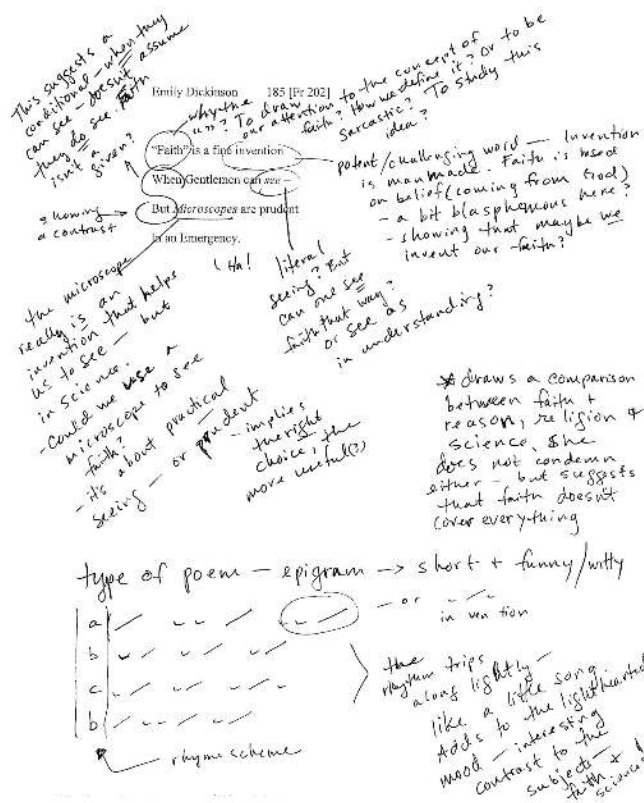 This suggests a
conditional - when they
can see - doesn't assume
they do see. Faith
isn't a
given?
Emily Dickinson 185 [Fr 202]
why the
" "? To draw
our attention to the concept of
faith? How we define it? Or to be
sarcastic? To study this
idea?
"Faith" is a fine invention
When Gentlemen can see –
But Microscopes are prudent
In an Emergency.
potent/challenging word - Invention
is manmade. Faith is based
on belief (coming from God)
- a bit blasphemous here?
- showing that maybe we
invent our faith?
showing
a contrast
( Ha!
literal
seeing? But
can one see
faith that way?
or see as
in understanding?
the microscope
really is an
invention that helps
us to see - but
in science.
- Could we use a
microscope to see
faith?
- it's about practical
seeing - or prudent
- implies
the right
choice, the
more useful(?)
* draws a comparison
between faith +
reason, religion +
science. She
does not condemn
either - but suggests
that faith doesn't
cover everything
type of poem - epigram -> short + funny/witty
a
b
c
b
- or
in ven tion
rhyme scheme
the
rhythm trips
along lightly -
like a little song.
Adds to the lighthearted
mood - interesting
contrast to the
subjects -
faith +
science